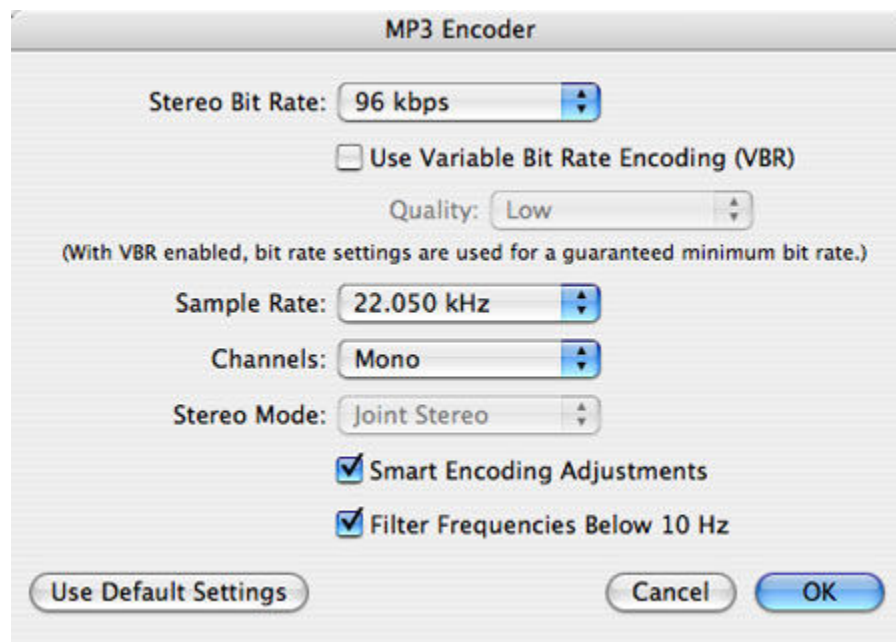 MP3 Encoder
Stereo Bit Rate: 96 kbps
Use Variable Bit Rate Encoding (VBR)
Quality: Low
(With VBR enabled, bit rate settings are used for a guaranteed minimum bit rate.)
Sample Rate: 22.050 kHz
Channels: Mono
Stereo Mode: Joint Stereo
Smart Encoding Adjustments
Filter Frequencies Below 10 Hz
Use Default Settings Cancel OK